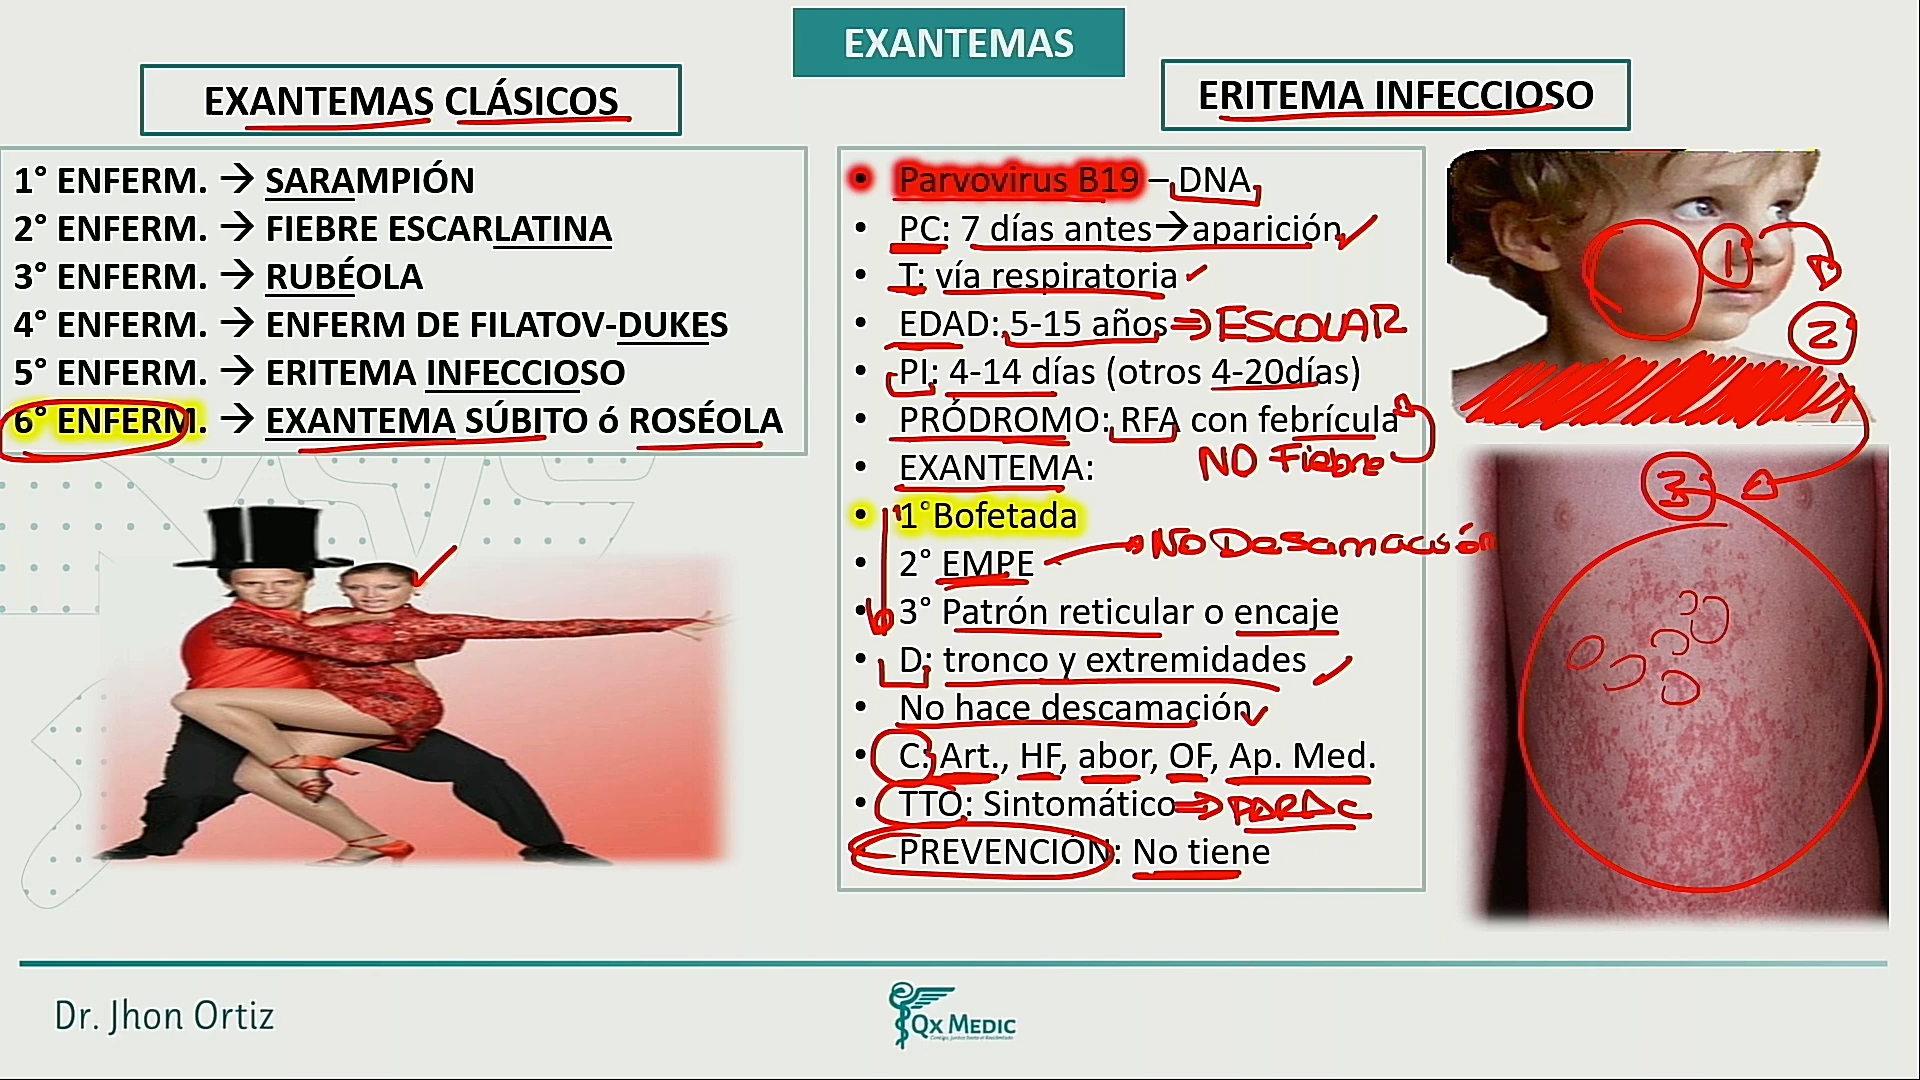 EXANTEMAS
EXANTEMAS CLÁSICOS
1° ENFERM. → SARAMPIÓN
2° ENFERM. → FIEBRE ESCARLATINA
3° ENFERM. → RUBÉOLA
4° ENFERM. → ENFERM DE FILATOV-DUKES
5° ENFERM. → ERITEMA INFECCIOSO
6° ENFERM. → EXANTEMA SÚBITO ó ROSÉOLA
ERITEMA INFECCIOSO
• Parvovirus B19 – DNA
• PC: 7 días antes→aparición
• T: vía respiratoria
• EDAD: 5-15 años ⇒ ESCOLAR
• PI: 4-14 días (otros 4-20días)
• PRÓDROMO: RFA con febrícula
NO Fiebre
• EXANTEMA:
• 1°Bofetada
• 2° EMPE → NO Desamación
• 3° Patrón reticular o encaje
• D: tronco y extremidades
• No hace descamación
• C: Art., HF, abor, OF, Ap. Med.
• TTO: Sintomático ⇒ PARAC
• PREVENCIÓN: No tiene
1
2
3
Dr. Jhon Ortiz
QX MEDIC